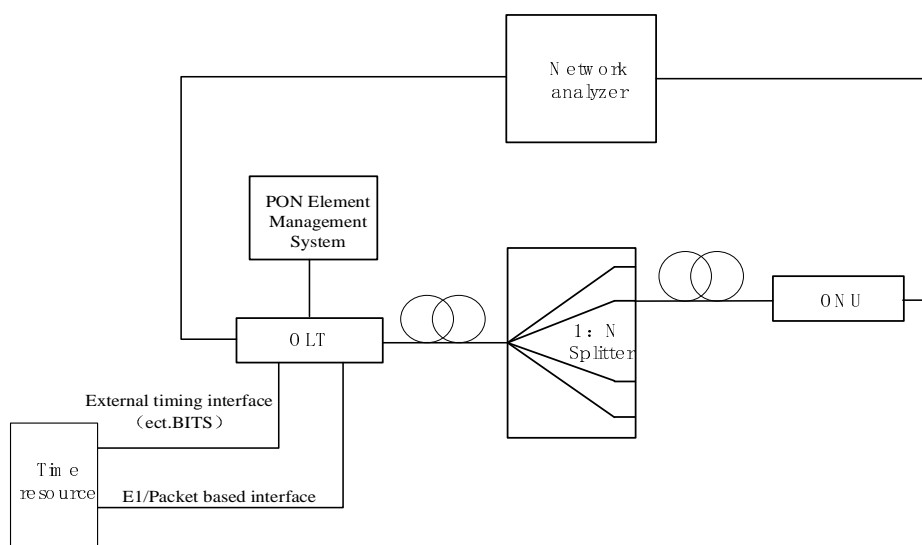 Network
analyzer
PON Element
Management
System
OLT
1：N
Splitter
ONU
External timing interface
（ect.BITS）
Time
resource
E1/Packet based interface